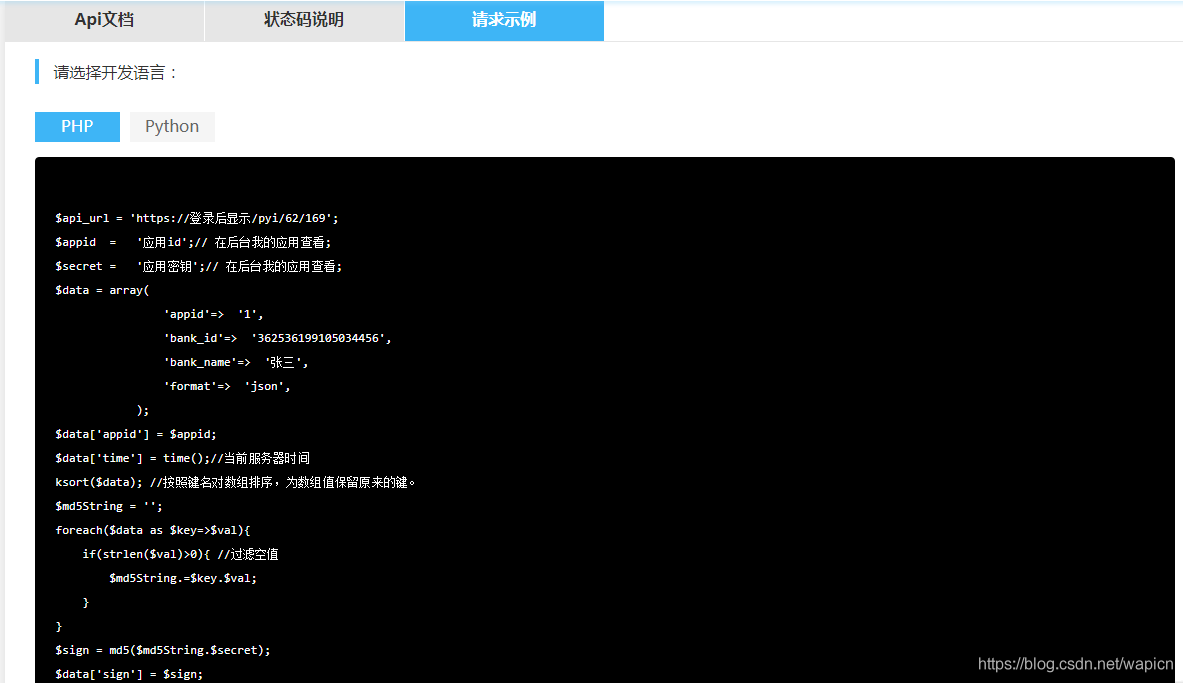 Api文档 状态码说明 请求示例
请选择开发语言：
PHP Python
$api_url = 'https://登录后显示/pyi/62/169';
$appid  =   '应用id';// 在后台我的应用查看;
$secret =   '应用密钥';// 在后台我的应用查看;
$data = array(
                'appid'=>  '1',
                'bank_id'=>  '362536199105034456',
                'bank_name'=>  '张三',
                'format'=>  'json',
            );
$data['appid'] = $appid;
$data['time'] = time();//当前服务器时间
ksort($data); //按照键名对数组排序，为数组值保留原来的键。
$md5String = '';
foreach($data as $key=>$val){
    if(strlen($val)>0){ //过滤空值
        $md5String.=$key.$val;
    }
}
$sign = md5($md5String.$secret);
$data['sign'] = $sign;
https://blog.csdn.net/wapicn